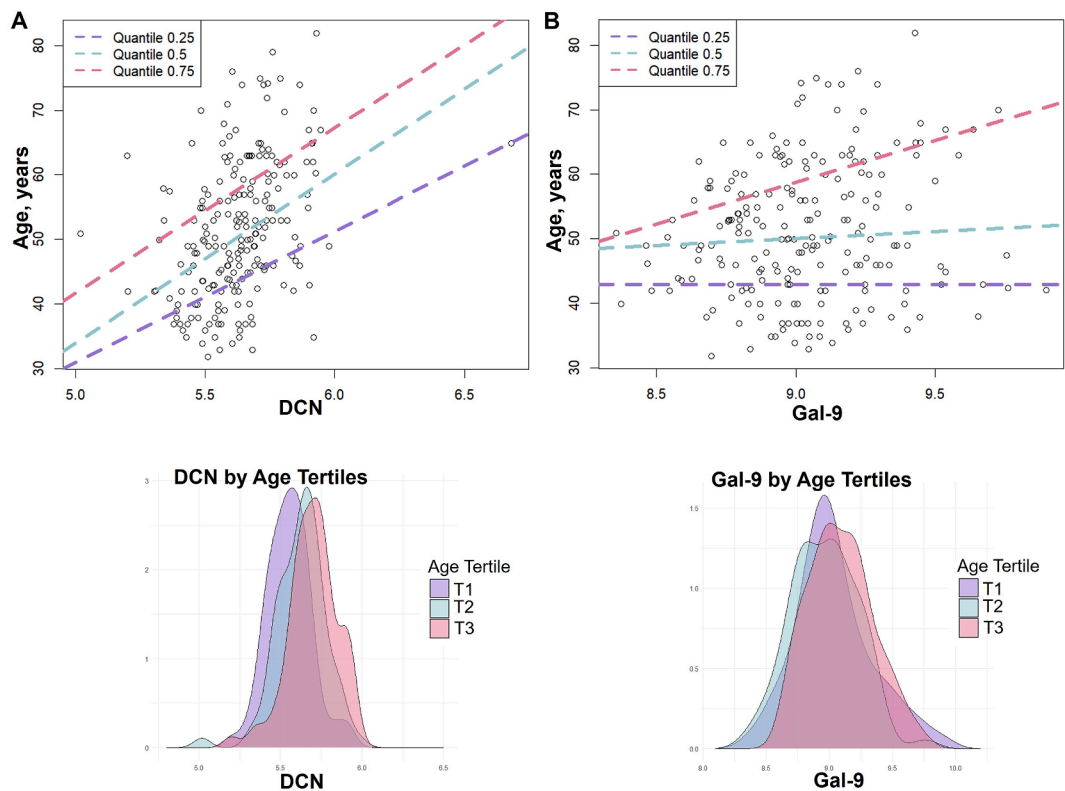 A
Quantile 0.25
Quantile 0.5
Quantile 0.75
Age, years
80
70
60
50
40
30
5.0 5.5 6.0 6.5
DCN
B
Quantile 0.25
Quantile 0.5
Quantile 0.75
Age, years
80
70
60
50
40
30
8.5 9.0 9.5
Gal-9
DCN by Age Tertiles
3
2
1
0
5.0 5.5 6.0 6.5
DCN
Age Tertile
T1
T2
T3
Gal-9 by Age Tertiles
1.5
1.0
0.5
0.0
8.0 8.5 9.0 9.5 10.0
Gal-9
Age Tertile
T1
T2
T3